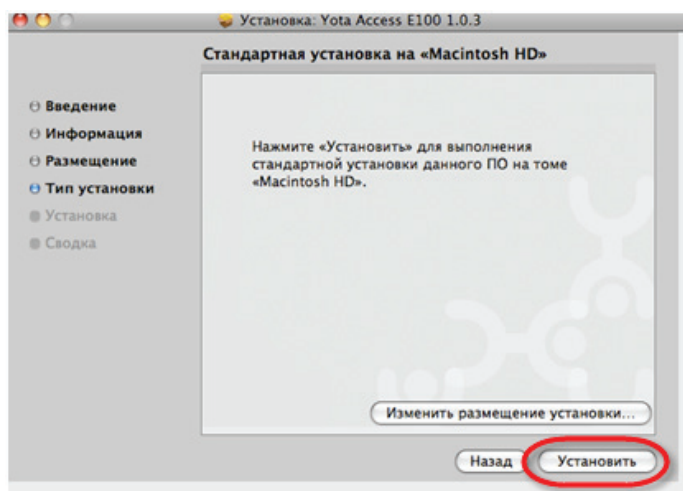 Установка: Yota Access E100 1.0.3
Стандартная установка на «Macintosh HD»
Введение
Информация
Размещение
Тип установки
Установка
Сводка
Нажмите «Установить» для выполнения
стандартной установки данного ПО на томе
«Macintosh HD».
Изменить размещение установки...
Назад
Установить